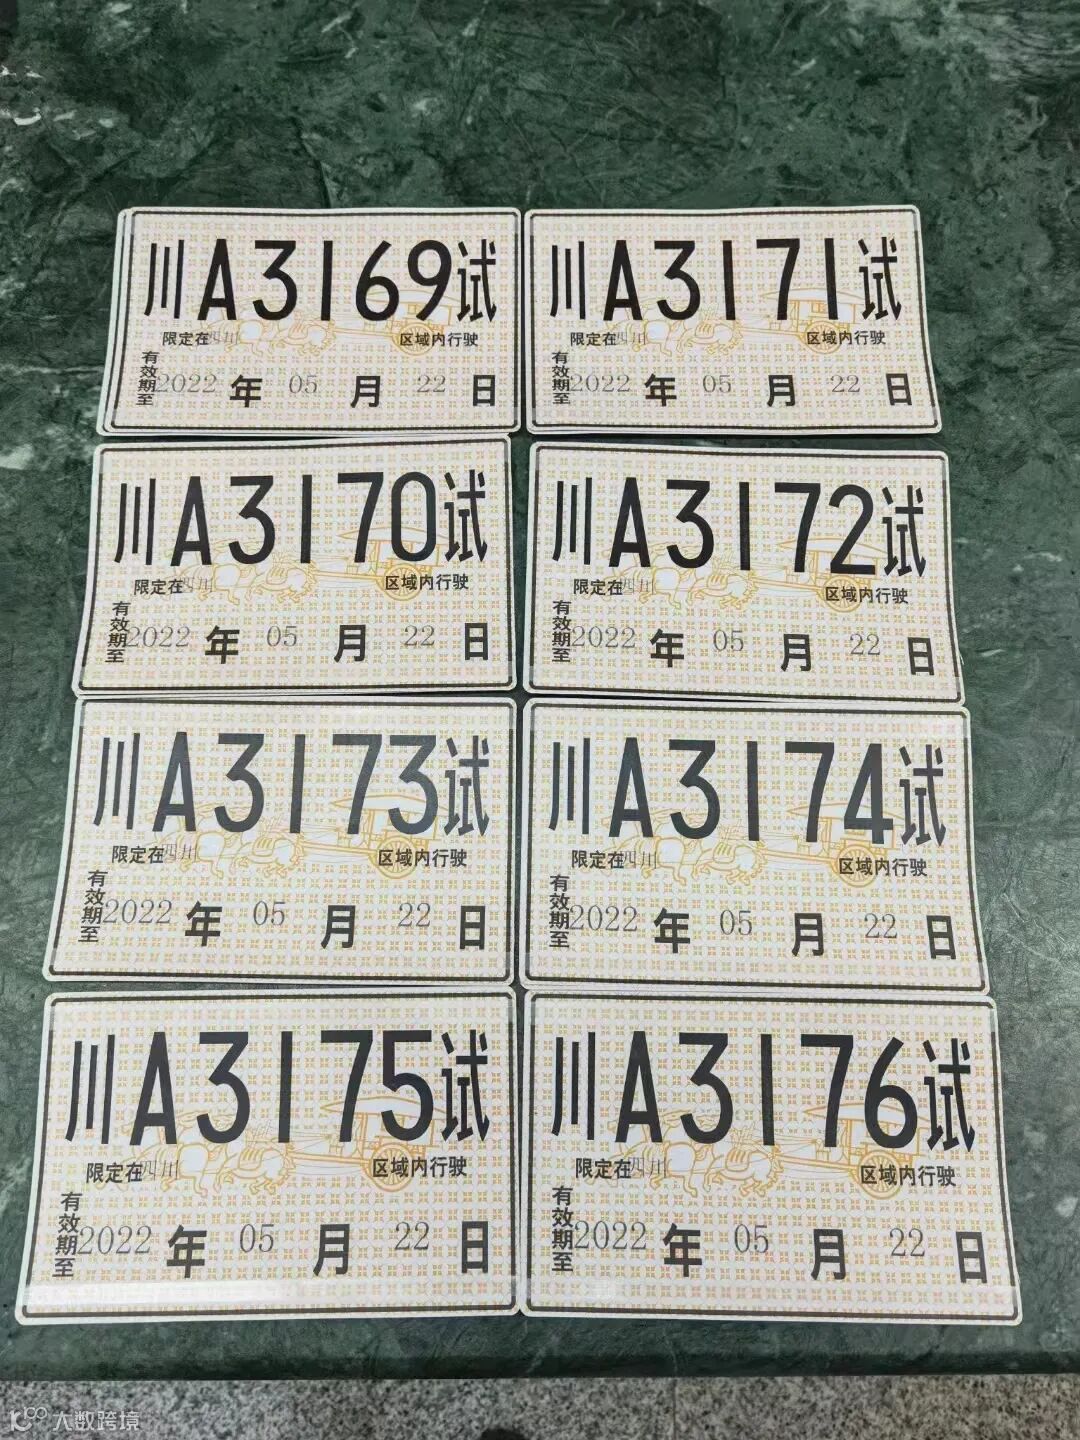 川A3169试
限定在四川 区域内行驶
有效期至2022年05月22日
川A3171试
限定在四川 区域内行驶
有效期至2022年05月22日
川A3170试
限定在四川 区域内行驶
有效期至2022年05月22日
川A3172试
限定在四川 区域内行驶
有效期至2022年05月22日
川A3173试
限定在四川 区域内行驶
有效期至2022年05月22日
川A3174试
限定在四川 区域内行驶
有效期至2022年05月22日
川A3175试
限定在四川 区域内行驶
有效期至2022年05月22日
川A3176试
限定在四川 区域内行驶
有效期至2022年05月22日
大数跨境